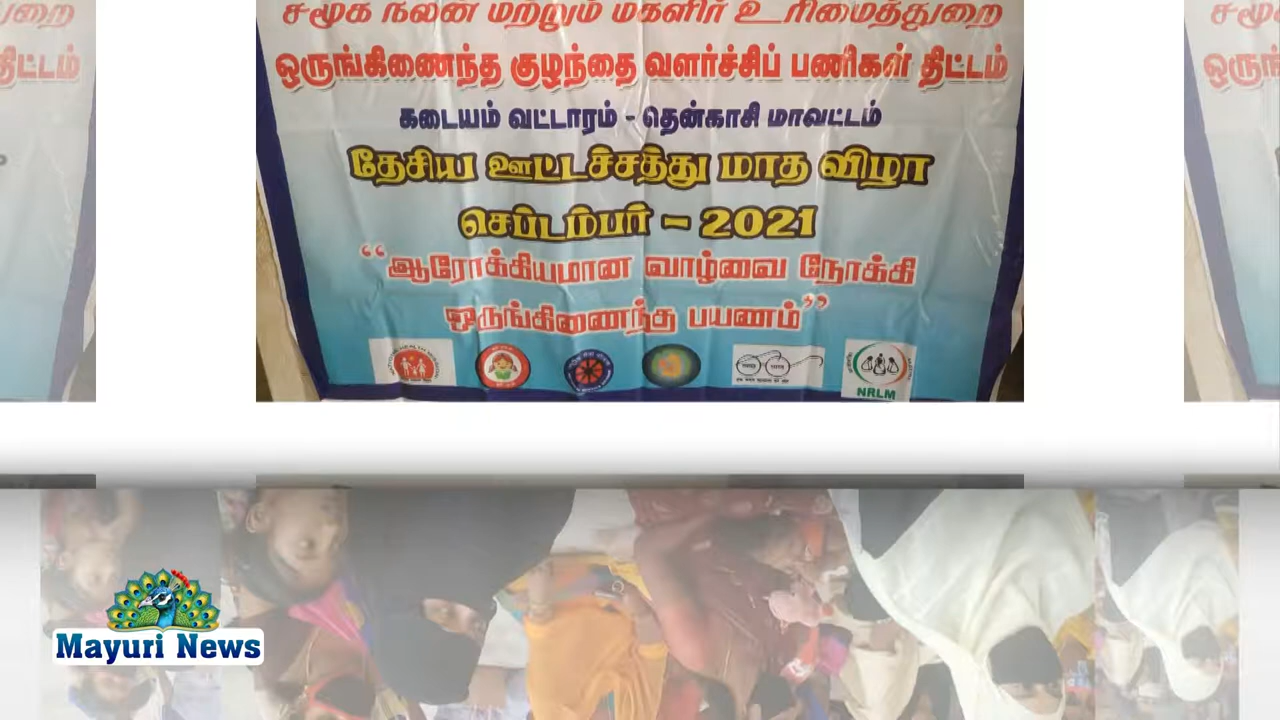 சமூக நலன் மற்றும் மகளிர் உரிமைத்துறை
ஒருங்கிணைந்த குழந்தை வளர்ச்சிப் பணிகள் திட்டம்
கடையம் வட்டாரம் - தென்காசி மாவட்டம்
தேசிய ஊட்டச்சத்து மாத விழா
செப்டம்பர் - 2021
“ஆரோக்கியமான வாழ்வை நோக்கி
ஒருங்கிணைந்த பயணம்”
NRLM
Mayuri News